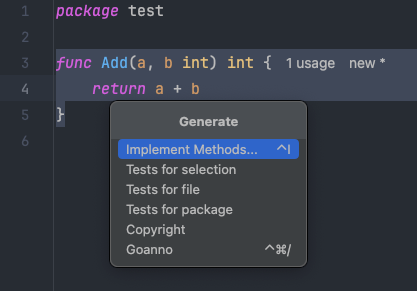 1 package test
2
3 func Add(a, b int) int { 1 usage new *
4 return a + b
5 }
6
Generate
Implement Methods... ^I
Tests for selection
Tests for file
Tests for package
Copyright
Goanno ^⌘/